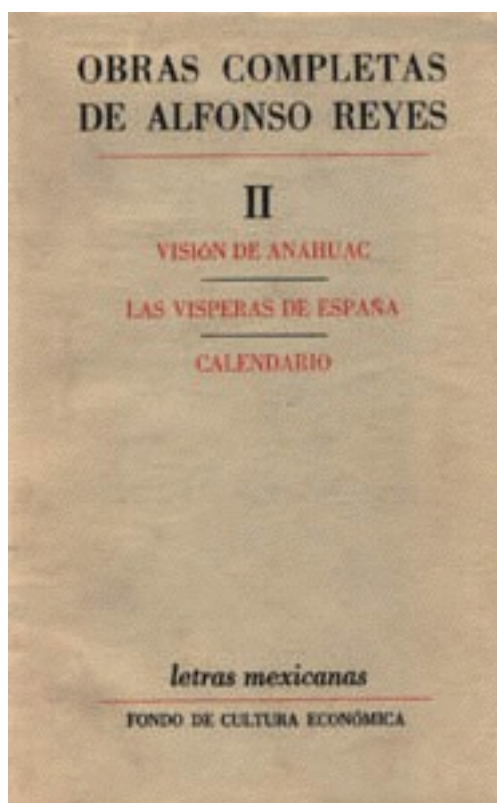 OBRAS COMPLETAS
DE ALFONSO REYES
II
VISIÓN DE ANAHUAC
LAS VISPERAS DE ESPAÑA
CALENDARIO
letras mexicanas
FONDO DE CULTURA ECONÓMICA